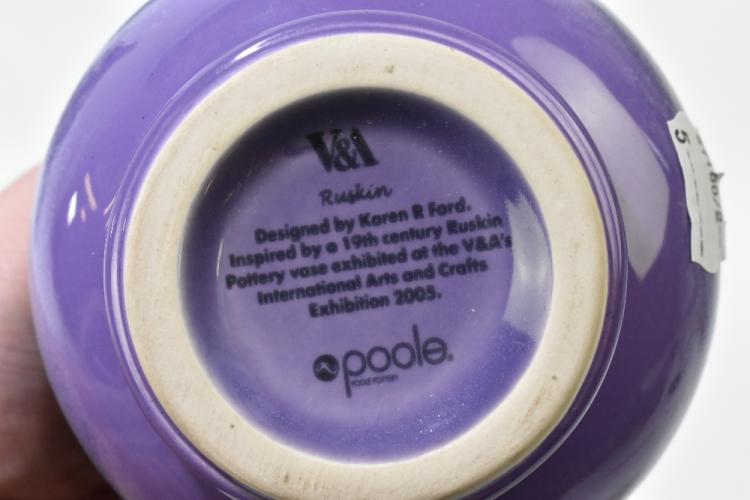 V&A
Ruskin
Designed by Karen R Ford.
Inspired by a 19th century Ruskin
Pottery vase exhibited at the V&A's
International Arts and Crafts
Exhibition 2005.
poole®
POOLE POTTERY
5